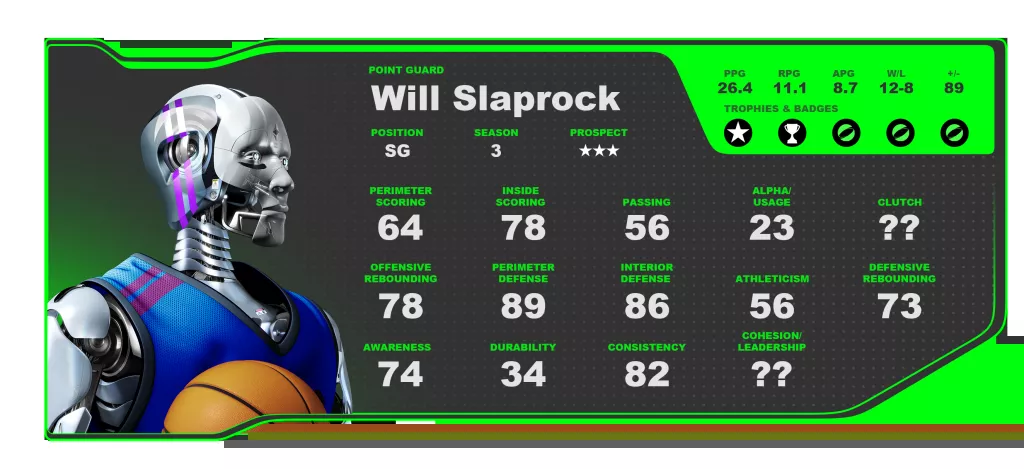 POINT GUARD
Will Slaprock
POSITION SEASON PROSPECT
SG 3 ★★★
PPG RPG APG W/L +/-
26.4 11.1 8.7 12-8 89
TROPHIES & BADGES
PERIMETER SCORING
64
INSIDE SCORING
78
PASSING
56
ALPHA/ USAGE
23
CLUTCH
??
OFFENSIVE REBOUNDING
78
PERIMETER DEFENSE
89
INTERIOR DEFENSE
86
ATHLETICISM
56
DEFENSIVE REBOUNDING
73
AWARENESS
74
DURABILITY
34
CONSISTENCY
82
COHESION/ LEADERSHIP
??